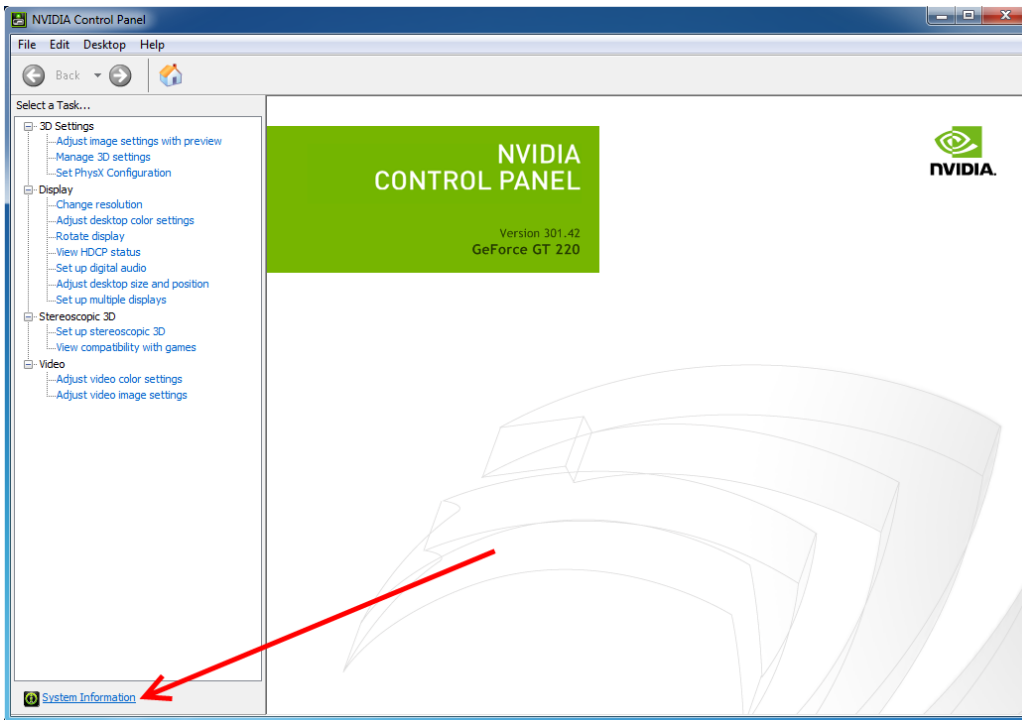 NVIDIA Control Panel
File Edit Desktop Help
Back
Select a Task...
3D Settings
Adjust image settings with preview
Manage 3D settings
Set PhysX Configuration
Display
Change resolution
Adjust desktop color settings
Rotate display
View HDCP status
Set up digital audio
Adjust desktop size and position
Set up multiple displays
Stereoscopic 3D
Set up stereoscopic 3D
View compatibility with games
Video
Adjust video color settings
Adjust video image settings
System Information
NVIDIA
CONTROL PANEL
Version 301.42
GeForce GT 220
NVIDIA.